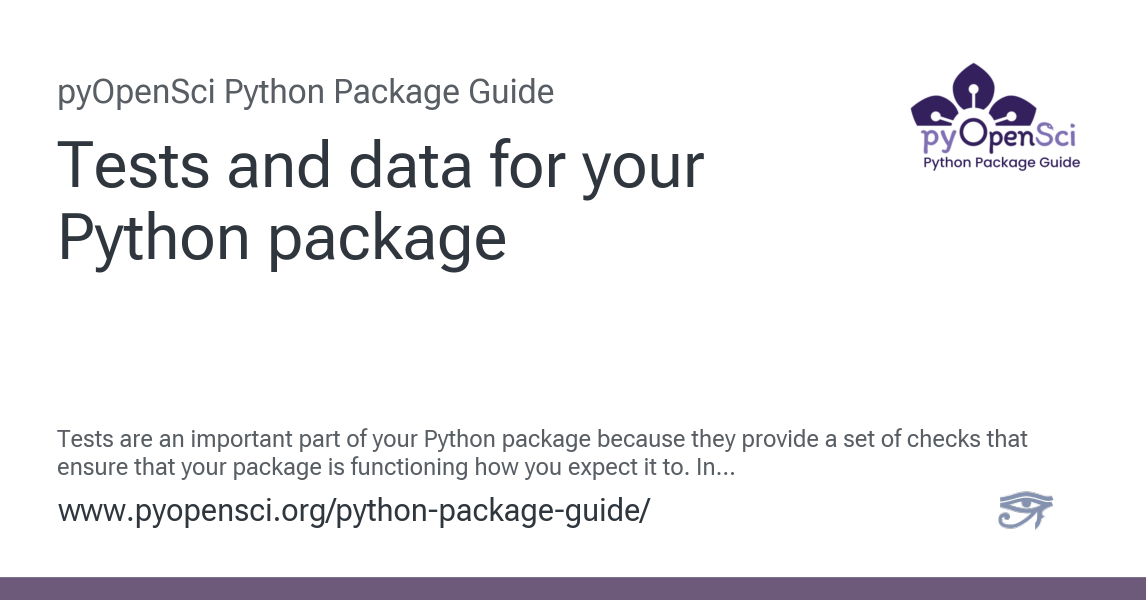 pyOpenSci Python Package Guide
Tests and data for your
Python package
pyOpenSci
Python Package Guide
Tests are an important part of your Python package because they provide a set of checks that
ensure that your package is functioning how you expect it to. In...
www.pyopensci.org/python-package-guide/